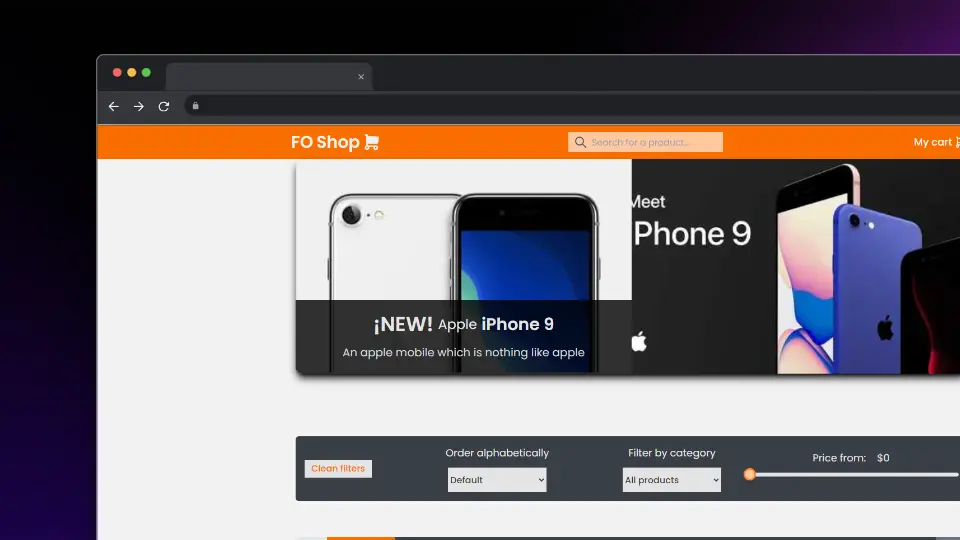 FO Shop
Search for a product...
My cart
Meet
iPhone 9
¡NEW! Apple iPhone 9
An apple mobile which is nothing like apple
Clean filters
Order alphabetically
Default
Filter by category
All products
Price from: $0